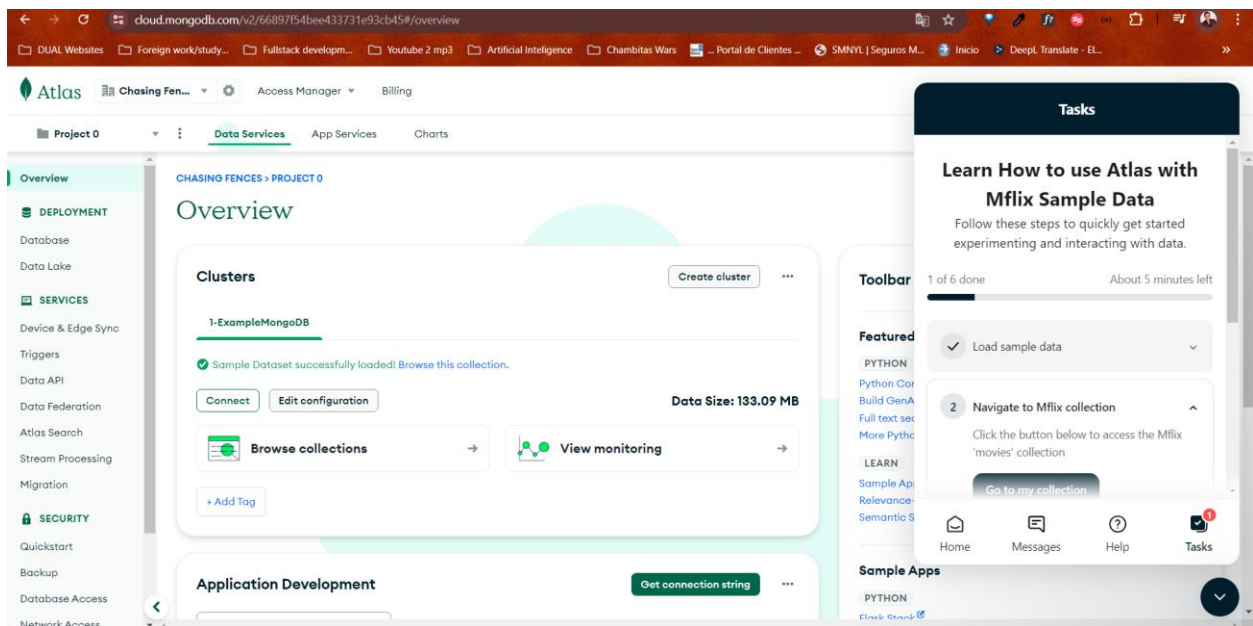 cloud.mongodb.com/v2/66897f54bee433731e93cb45#/overview
DUAL Websites Foreign work/study... Fullstack developm... Youtube 2 mp3 Artificial Inteligence Chambitas Wars ... Portal de Clientes ... SMNYL | Seguros M... Inicio DeepL Translate - El... »
Atlas Chasing Fen... Access Manager Billing
Project 0 Data Services App Services Charts
Overview
DEPLOYMENT
Database
Data Lake
SERVICES
Device & Edge Sync
Triggers
Data API
Data Federation
Atlas Search
Stream Processing
Migration
SECURITY
Quickstart
Backup
Database Access
Network Access
CHASING FENCES > PROJECT 0
Overview
Clusters Create cluster ...
1-ExampleMongoDB
Sample Dataset successfully loaded! Browse this collection.
Connect Edit configuration Data Size: 133.09 MB
Browse collections → View monitoring →
+ Add Tag
Application Development Get connection string ...
Toolbar
Featured
PYTHON
Python Cor
Build GenA
Full text sea
More Pytho
LEARN
Sample Ap
Relevance-
Semantic S
Sample Apps
PYTHON
Flask Stack
Tasks
Learn How to use Atlas with
Mflix Sample Data
Follow these steps to quickly get started
experimenting and interacting with data.
1 of 6 done About 5 minutes left
Load sample data
2 Navigate to Mflix collection
Click the button below to access the Mflix
'movies' collection
Go to my collection
1
Home Messages Help Tasks